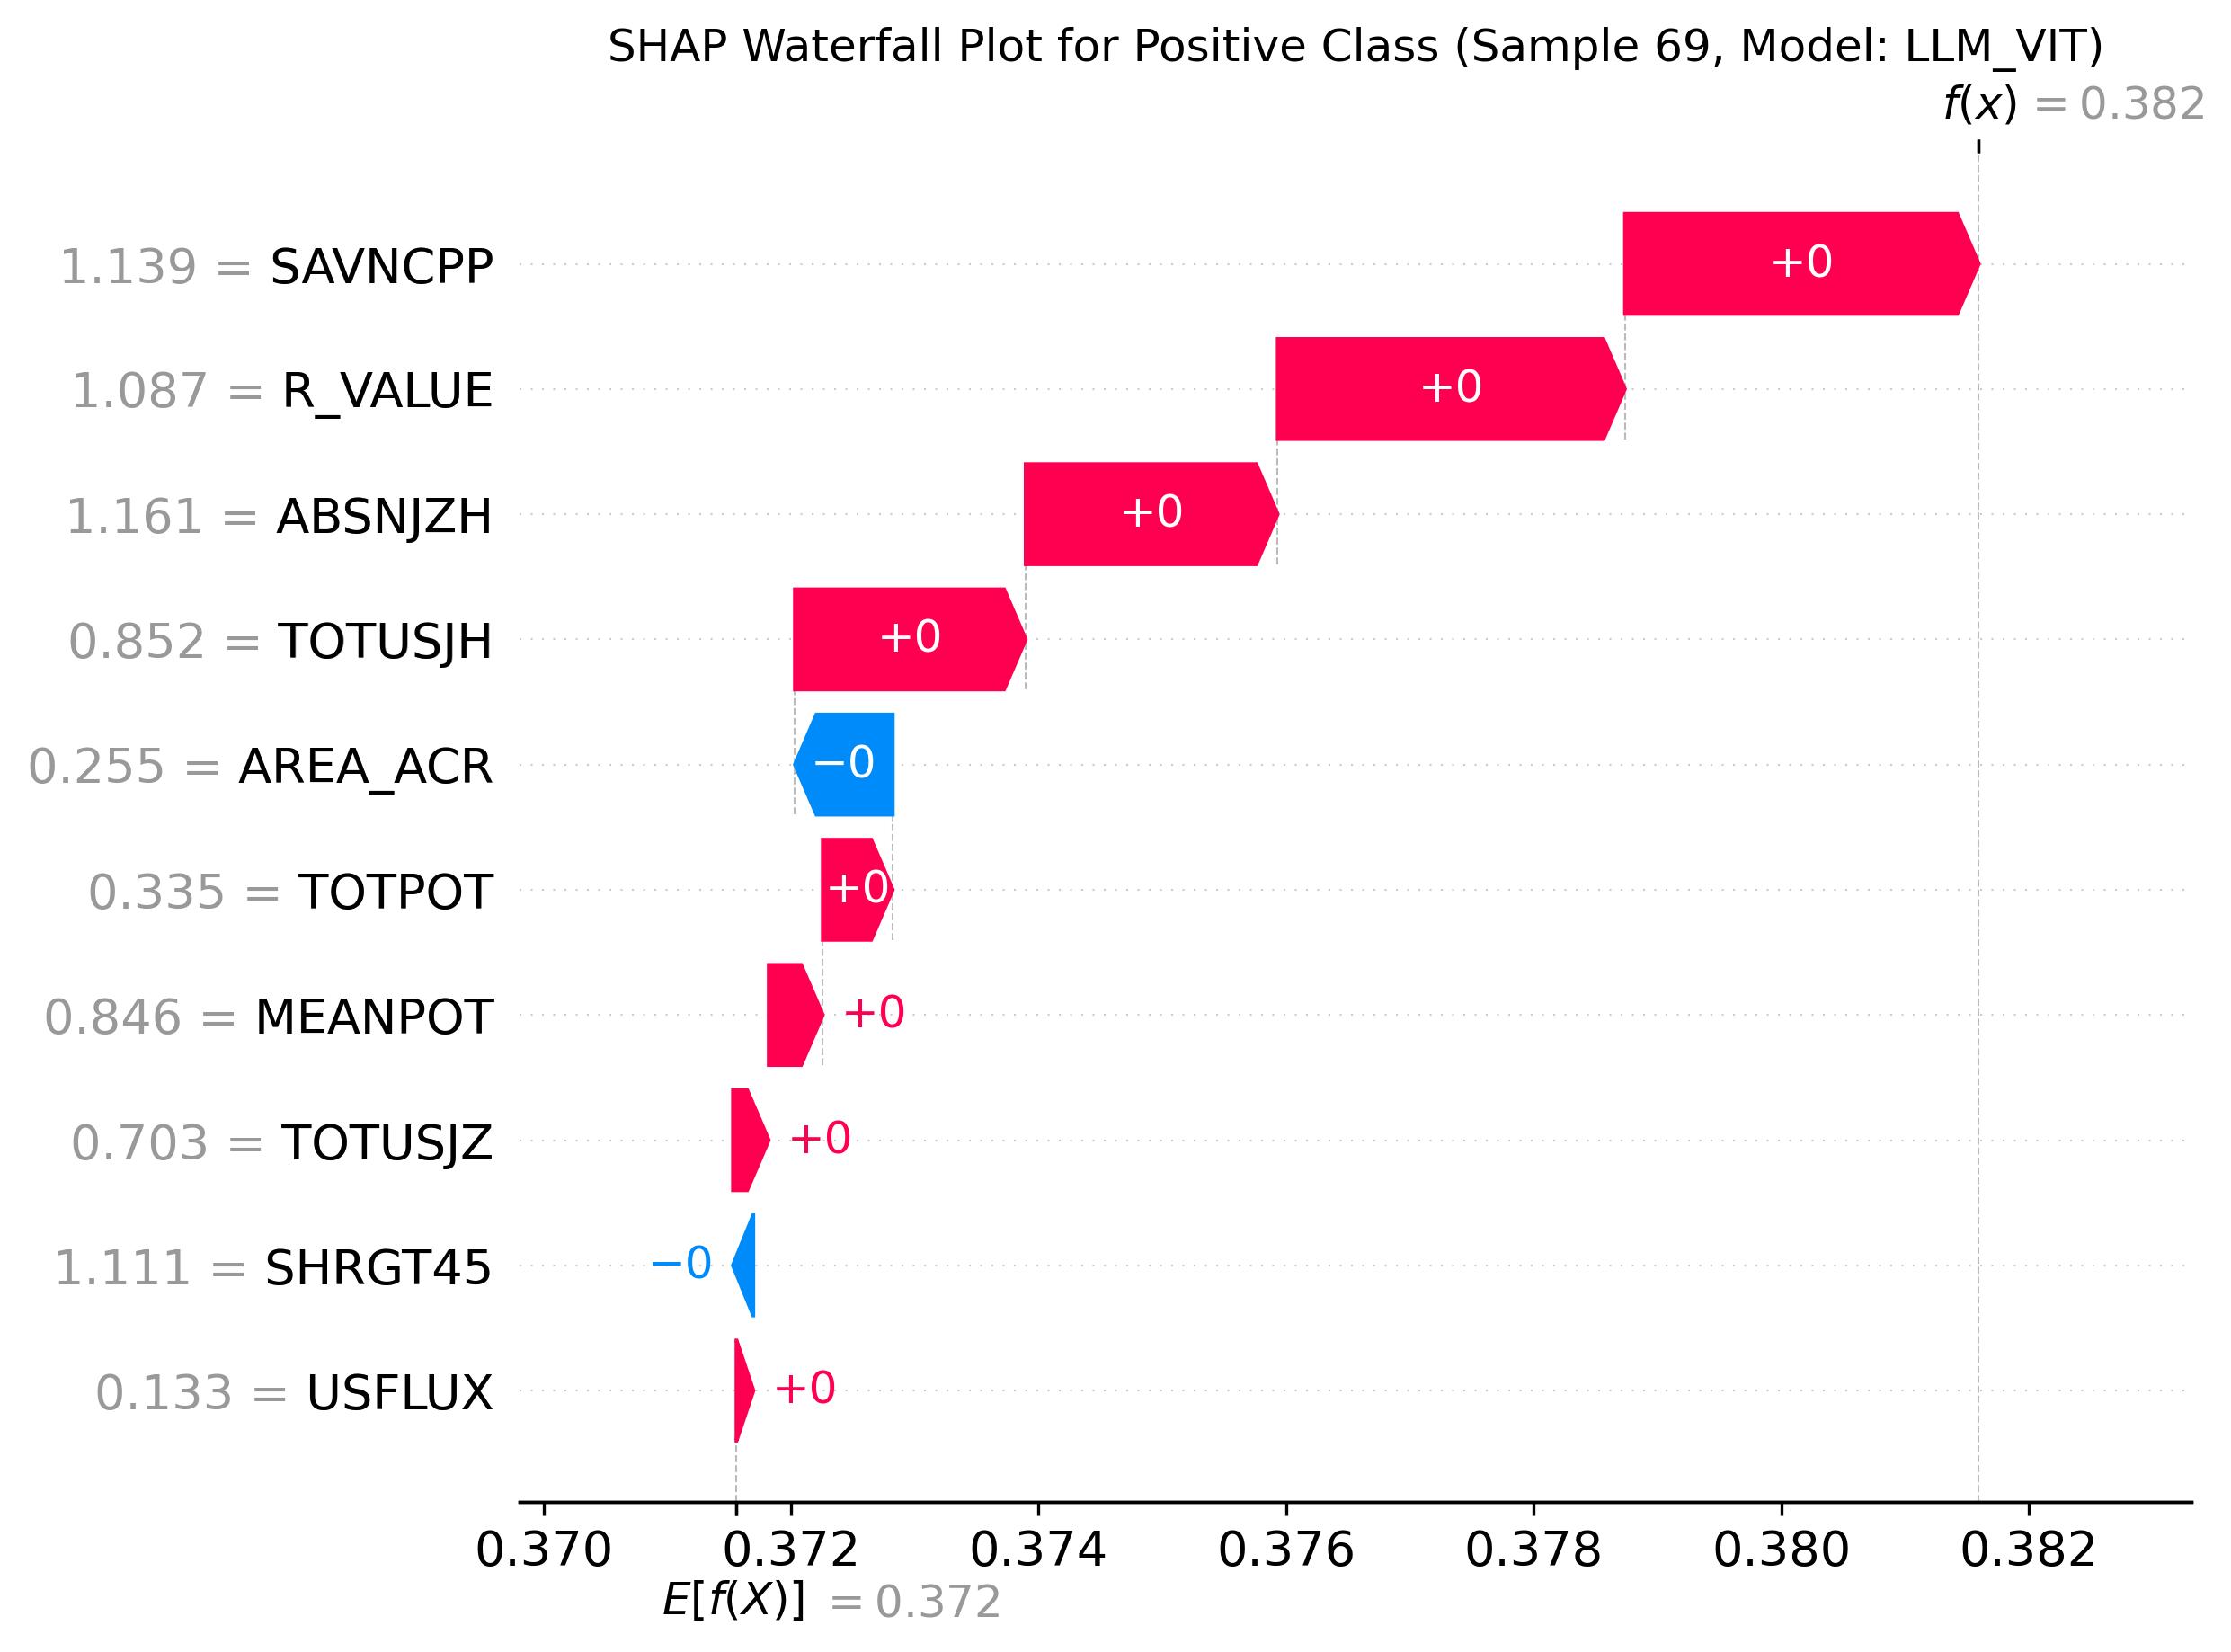 SHAP Waterfall Plot for Positive Class (Sample 69, Model: LLM_VIT)
f(x) = 0.382
1.139 = SAVNCPP +0
1.087 = R_VALUE +0
1.161 = ABSNJZH +0
0.852 = TOTUSJH +0
0.255 = AREA_ACR −0
0.335 = TOTPOT +0
0.846 = MEANPOT +0
0.703 = TOTUSJZ +0
1.111 = SHRGT45 −0
0.133 = USFLUX +0
0.370 0.372 0.374 0.376 0.378 0.380 0.382
E[f(X)] = 0.372